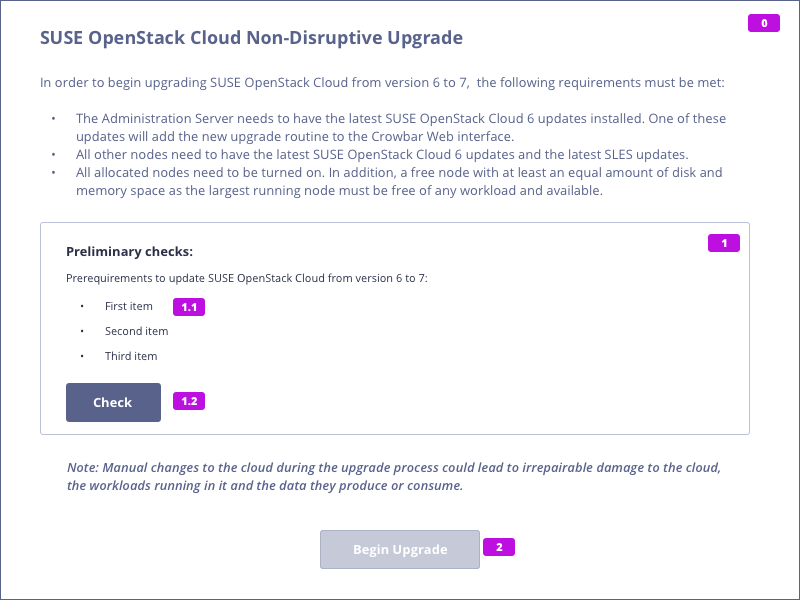 0
SUSE OpenStack Cloud Non-Disruptive Upgrade
In order to begin upgrading SUSE OpenStack Cloud from version 6 to 7,  the following requirements must be met:
• The Administration Server needs to have the latest SUSE OpenStack Cloud 6 updates installed. One of these
updates will add the new upgrade routine to the Crowbar Web interface.
• All other nodes need to have the latest SUSE OpenStack Cloud 6 updates and the latest SLES updates.
• All allocated nodes need to be turned on. In addition, a free node with at least an equal amount of disk and
memory space as the largest running node must be free of any workload and available.
1
Preliminary checks:
Prerequirements to update SUSE OpenStack Cloud from version 6 to 7:
• First item 1.1
• Second item
• Third item
Check 1.2
Note: Manual changes to the cloud during the upgrade process could lead to irrepairable damage to the cloud,
the workloads running in it and the data they produce or consume.
Begin Upgrade 2